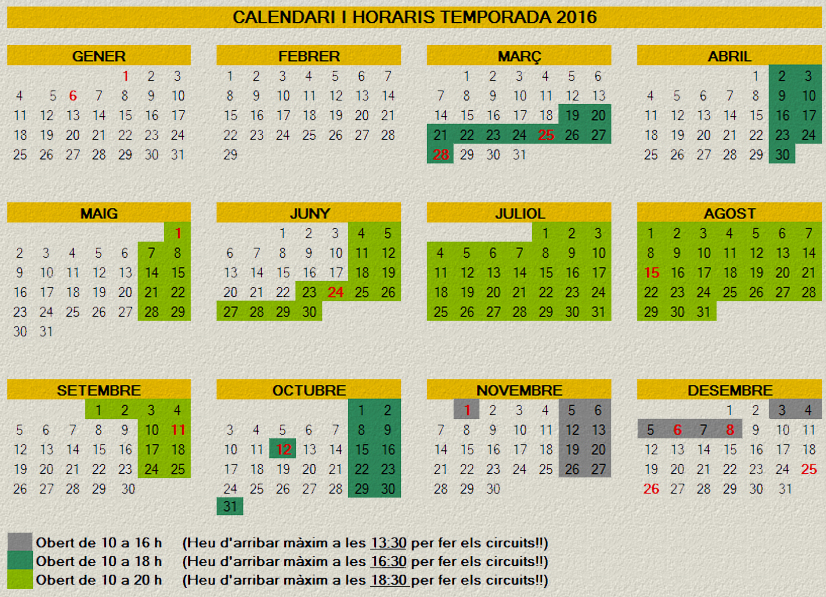 CALENDARI I HORARIS TEMPORADA 2016
GENER FEBRER MARÇ ABRIL
1 2 3 1 2 3 4 5 6 7 1 2 3 4 5 6 1 2 3
4 5 6 7 8 9 10 8 9 10 11 12 13 14 7 8 9 10 11 12 13 4 5 6 7 8 9 10
11 12 13 14 15 16 17 15 16 17 18 19 20 21 14 15 16 17 18 19 20 11 12 13 14 15 16 17
18 19 20 21 22 23 24 22 23 24 25 26 27 28 21 22 23 24 25 26 27 18 19 20 21 22 23 24
25 26 27 28 29 30 31 29 28 29 30 31 25 26 27 28 29 30
MAIG JUNY JULIOL AGOST
1 1 2 3 4 5 1 2 3 1 2 3 4 5 6 7
2 3 4 5 6 7 8 6 7 8 9 10 11 12 4 5 6 7 8 9 10 8 9 10 11 12 13 14
9 10 11 12 13 14 15 13 14 15 16 17 18 19 11 12 13 14 15 16 17 15 16 17 18 19 20 21
16 17 18 19 20 21 22 20 21 22 23 24 25 26 18 19 20 21 22 23 24 22 23 24 25 26 27 28
23 24 25 26 27 28 29 27 28 29 30 25 26 27 28 29 30 31 29 30 31
30 31
SETEMBRE OCTUBRE NOVEMBRE DESEMBRE
1 2 3 4 1 2 1 2 3 4 5 6 1 2 3 4
5 6 7 8 9 10 11 3 4 5 6 7 8 9 7 8 9 10 11 12 13 5 6 7 8 9 10 11
12 13 14 15 16 17 18 10 11 12 13 14 15 16 14 15 16 17 18 19 20 12 13 14 15 16 17 18
19 20 21 22 23 24 25 17 18 19 20 21 22 23 21 22 23 24 25 26 27 19 20 21 22 23 24 25
26 27 28 29 30 24 25 26 27 28 29 30 28 29 30 26 27 28 29 30 31
31
Obert de 10 a 16 h (Heu d'arribar màxim a les 13:30 per fer els circuits!!)
Obert de 10 a 18 h (Heu d'arribar màxim a les 16:30 per fer els circuits!!)
Obert de 10 a 20 h (Heu d'arribar màxim a les 18:30 per fer els circuits!!)